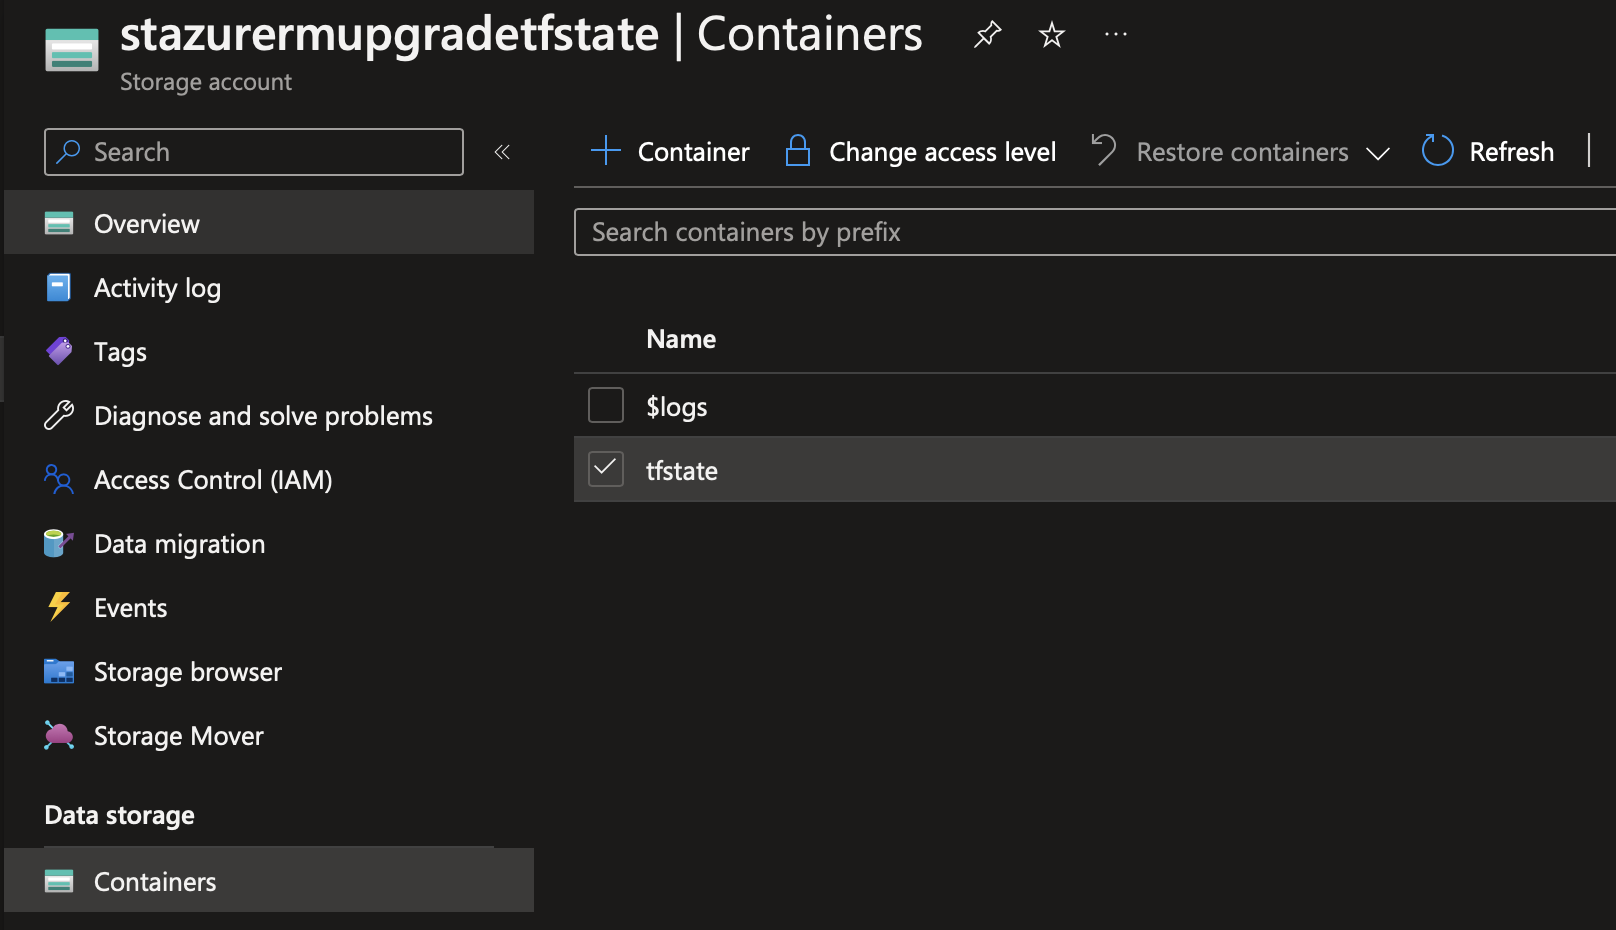 stazurermupgradetfstate | Containers
Storage account
Search
Container
Change access level
Restore containers
Refresh
Overview
Search containers by prefix
Activity log
Name
Tags
$logs
Diagnose and solve problems
tfstate
Access Control (IAM)
Data migration
Events
Storage browser
Storage Mover
Data storage
Containers